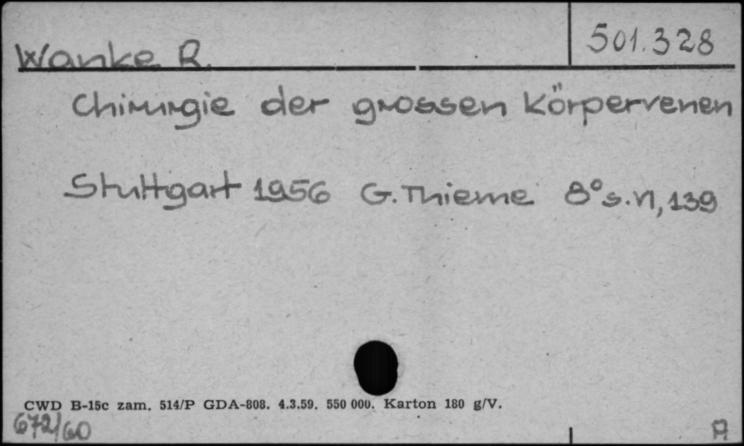 Wanke R.
501.328
Chirurgie der grossen Körpervenen
Stuttgart 1956 G. Thieme 8° s. VI, 139
CWD B-15c zam. 514/P GDA-808. 4.3.59. 550 000. Karton 180 g/V.
672/60
A